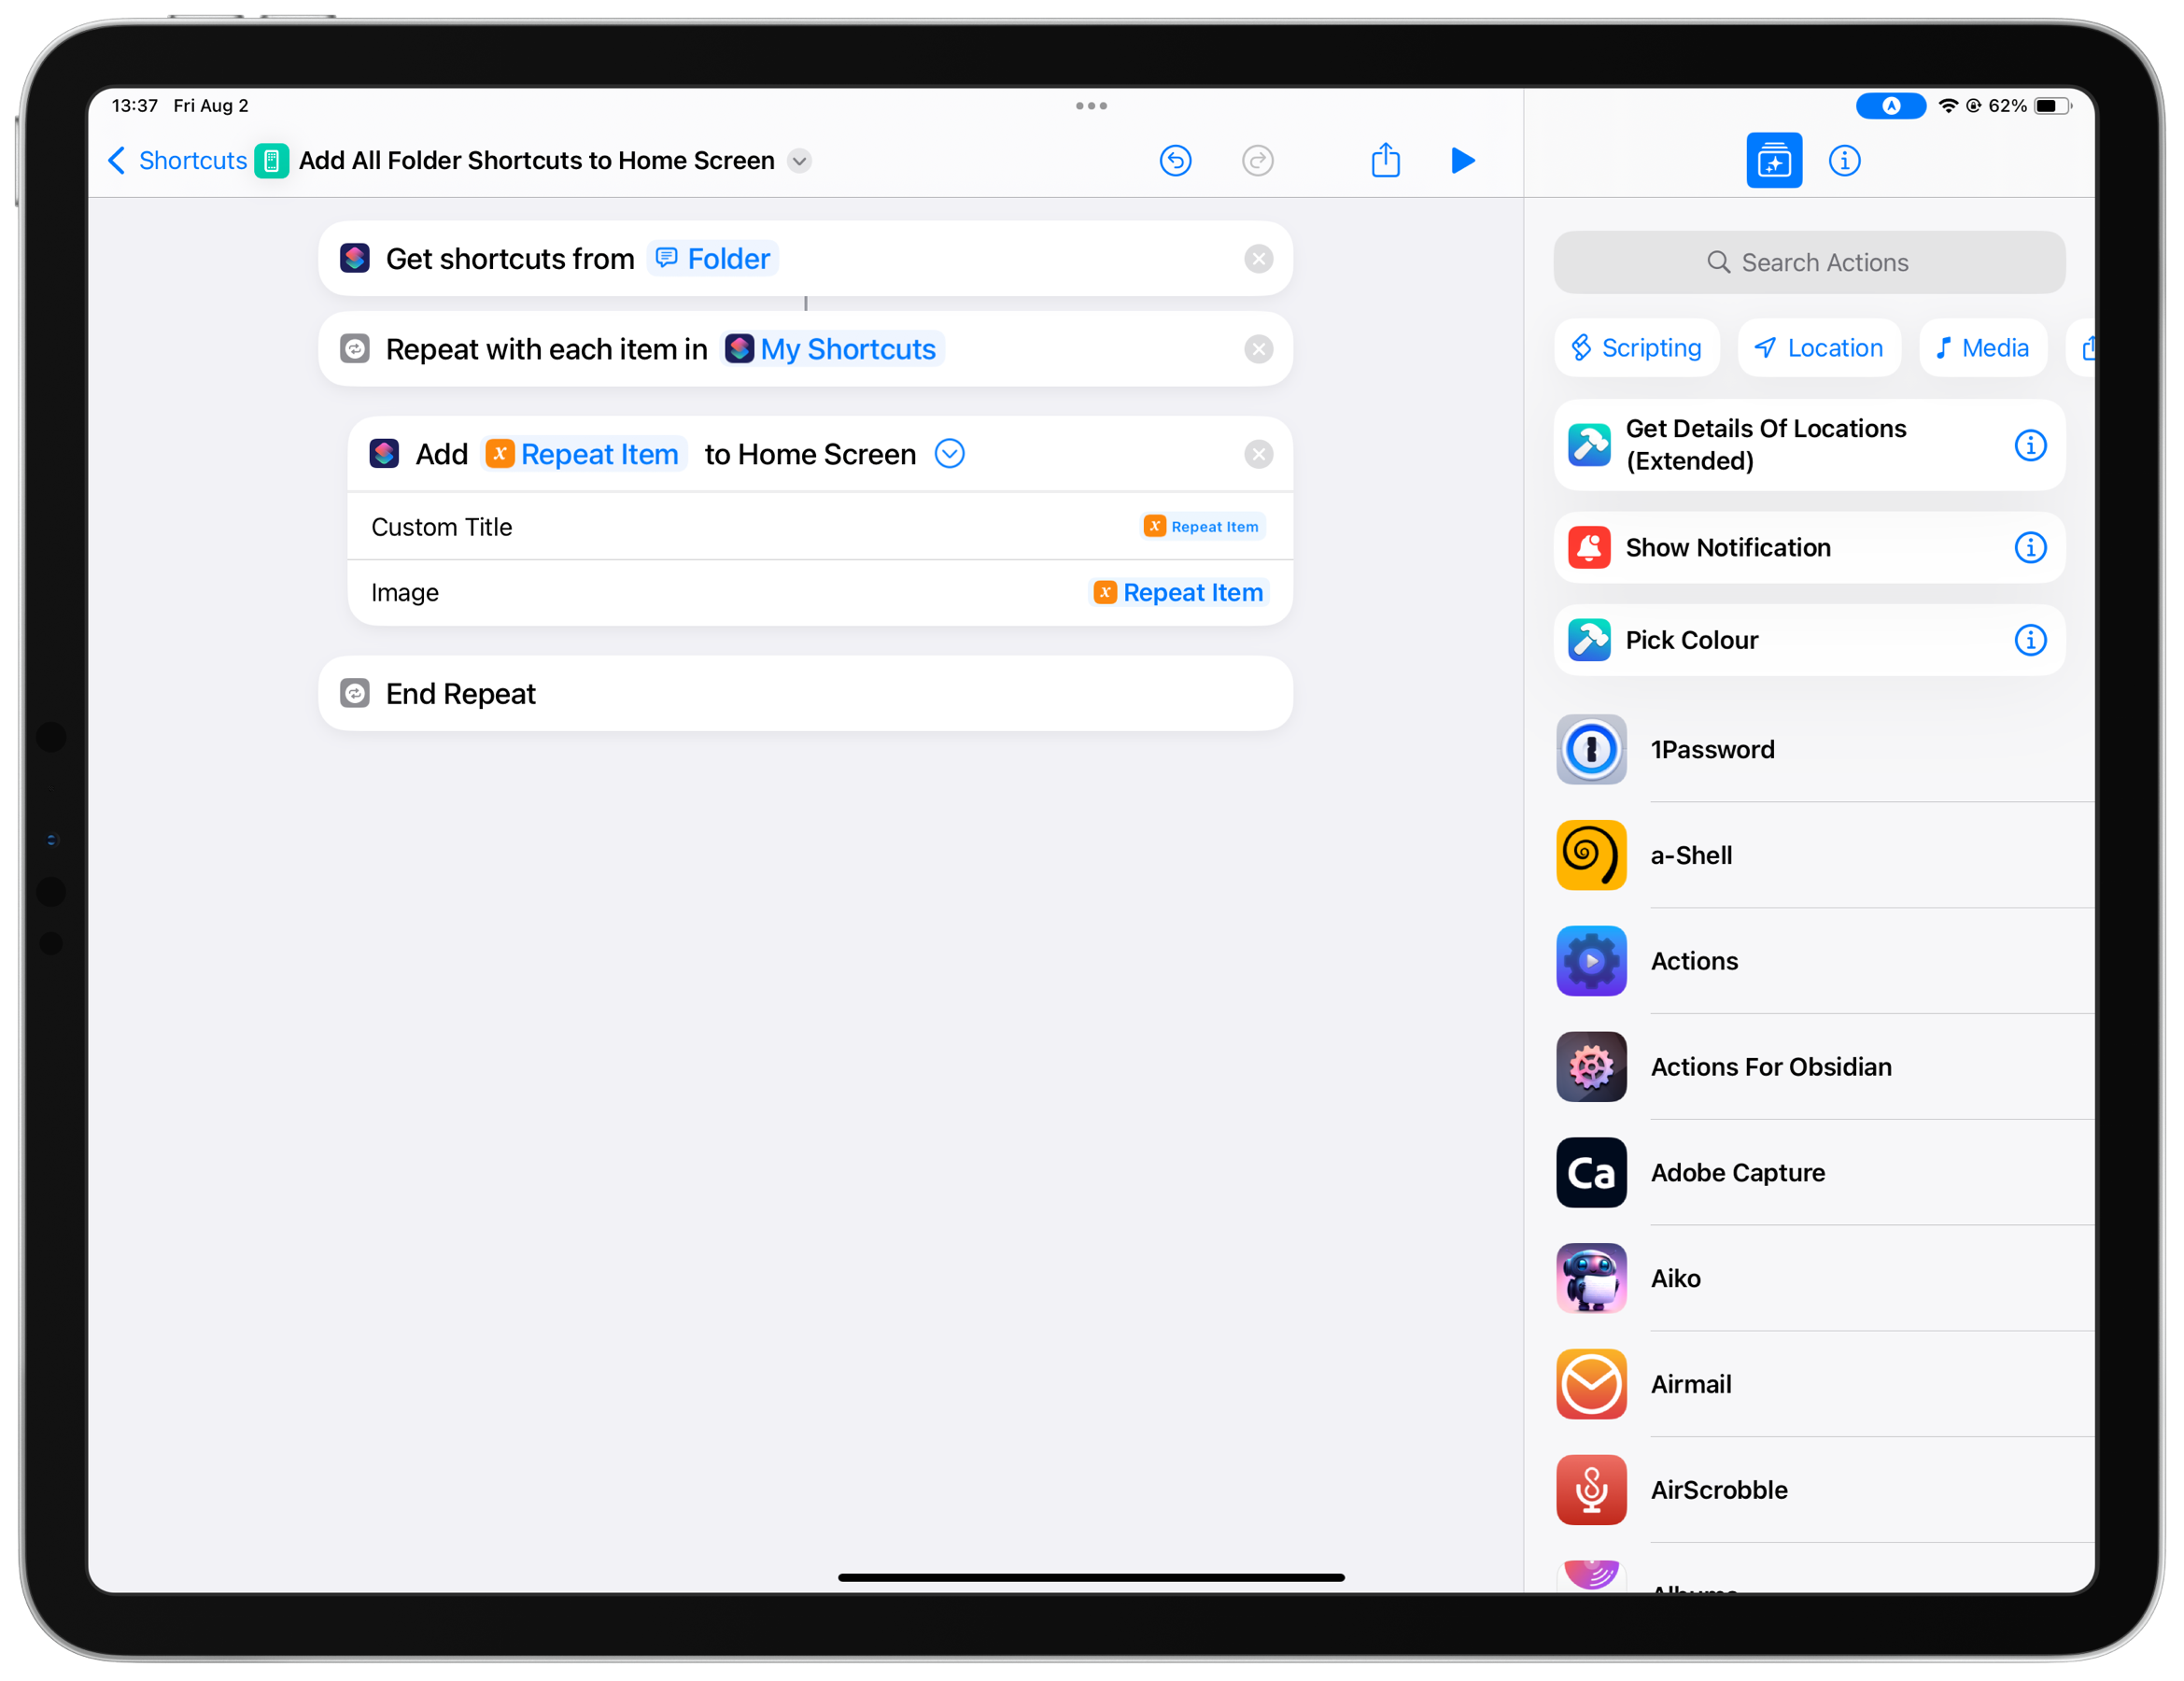 13:37 Fri Aug 2
62%
Shortcuts Add All Folder Shortcuts to Home Screen
Get shortcuts from Folder
Repeat with each item in My Shortcuts
Add Repeat Item to Home Screen
Custom Title Repeat Item
Image Repeat Item
End Repeat
Search Actions
Scripting Location Media
Get Details Of Locations
(Extended)
Show Notification
Pick Colour
1Password
a-Shell
Actions
Actions For Obsidian
Ca Adobe Capture
Aiko
Airmail
AirScrobble